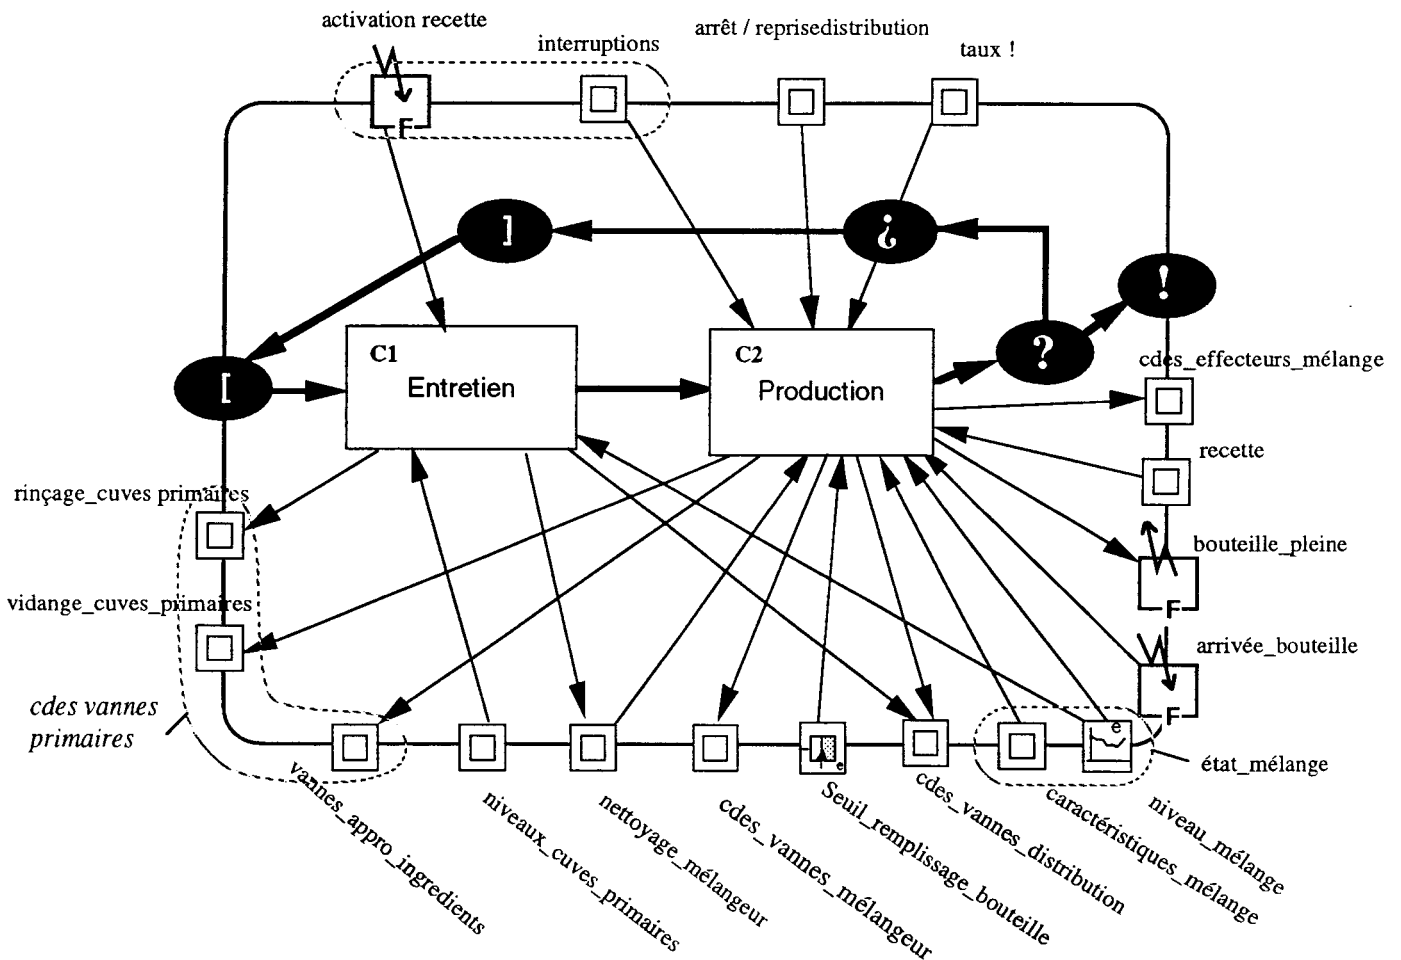 activation recette
interruptions
arrêt / reprisedistribution
taux !
F
]
¿
!
[
?
C1
Entretien
C2
Production
cdes_effecteurs_mélange
recette
rinçage_cuves primaires
bouteille_pleine
F
vidange_cuves_primaires
arrivée_bouteille
F
cdes vannes
primaires
e
e
état_mélange
vannes_appro_ingredients
niveaux_cuves_primaires
nettoyage_mélangeur
cdes_vannes_mélangeur
Seuil_remplissage_bouteille
cdes_vannes_distribution
caractéristiques_mélange
niveau_mélange